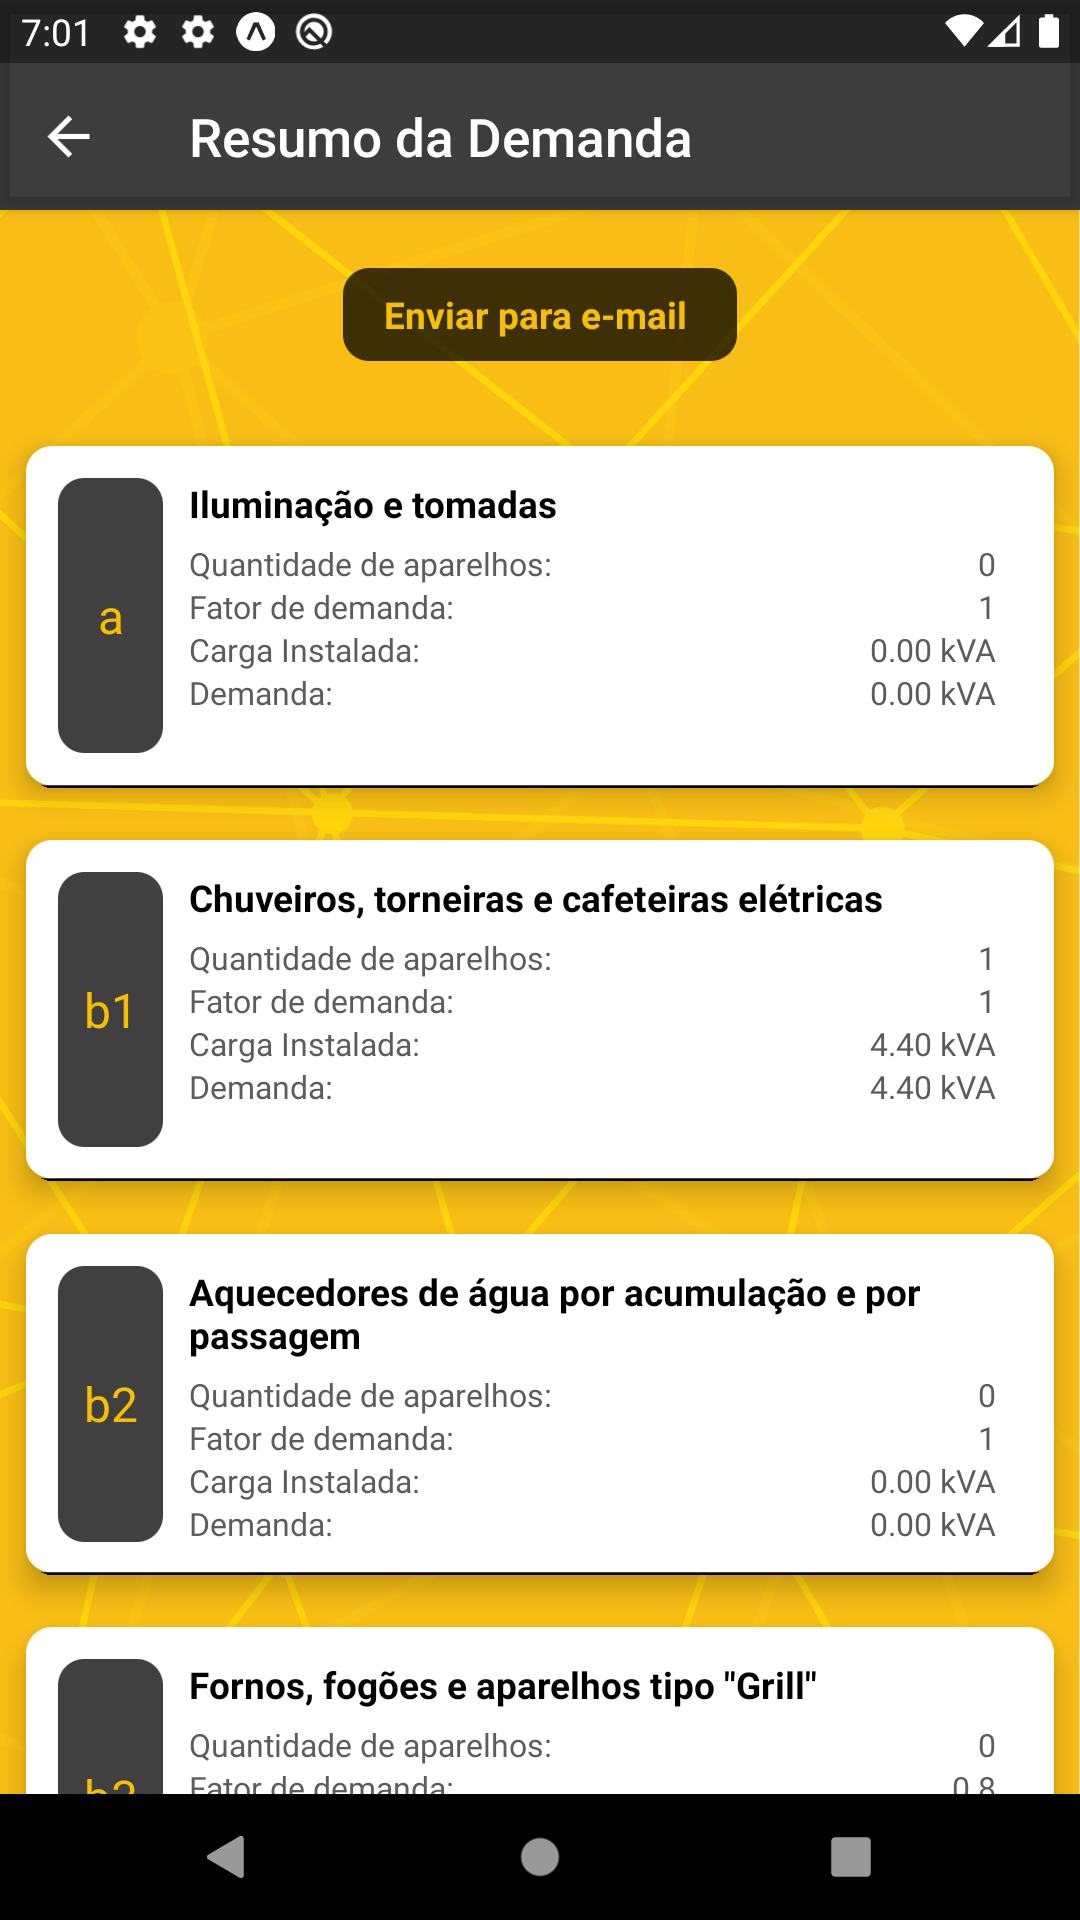 7:01
Resumo da Demanda
Enviar para e-mail
Iluminação e tomadas
Quantidade de aparelhos: 0
a
Fator de demanda: 1
Carga Instalada: 0.00 kVA
Demanda: 0.00 kVA
Chuveiros, torneiras e cafeteiras elétricas
Quantidade de aparelhos: 1
b1
Fator de demanda: 1
Carga Instalada: 4.40 kVA
Demanda: 4.40 kVA
Aquecedores de água por acumulação e por
passagem
Quantidade de aparelhos: 0
b2
Fator de demanda: 1
Carga Instalada: 0.00 kVA
Demanda: 0.00 kVA
Fornos, fogões e aparelhos tipo "Grill"
Quantidade de aparelhos: 0
Fator de demanda: 0.8